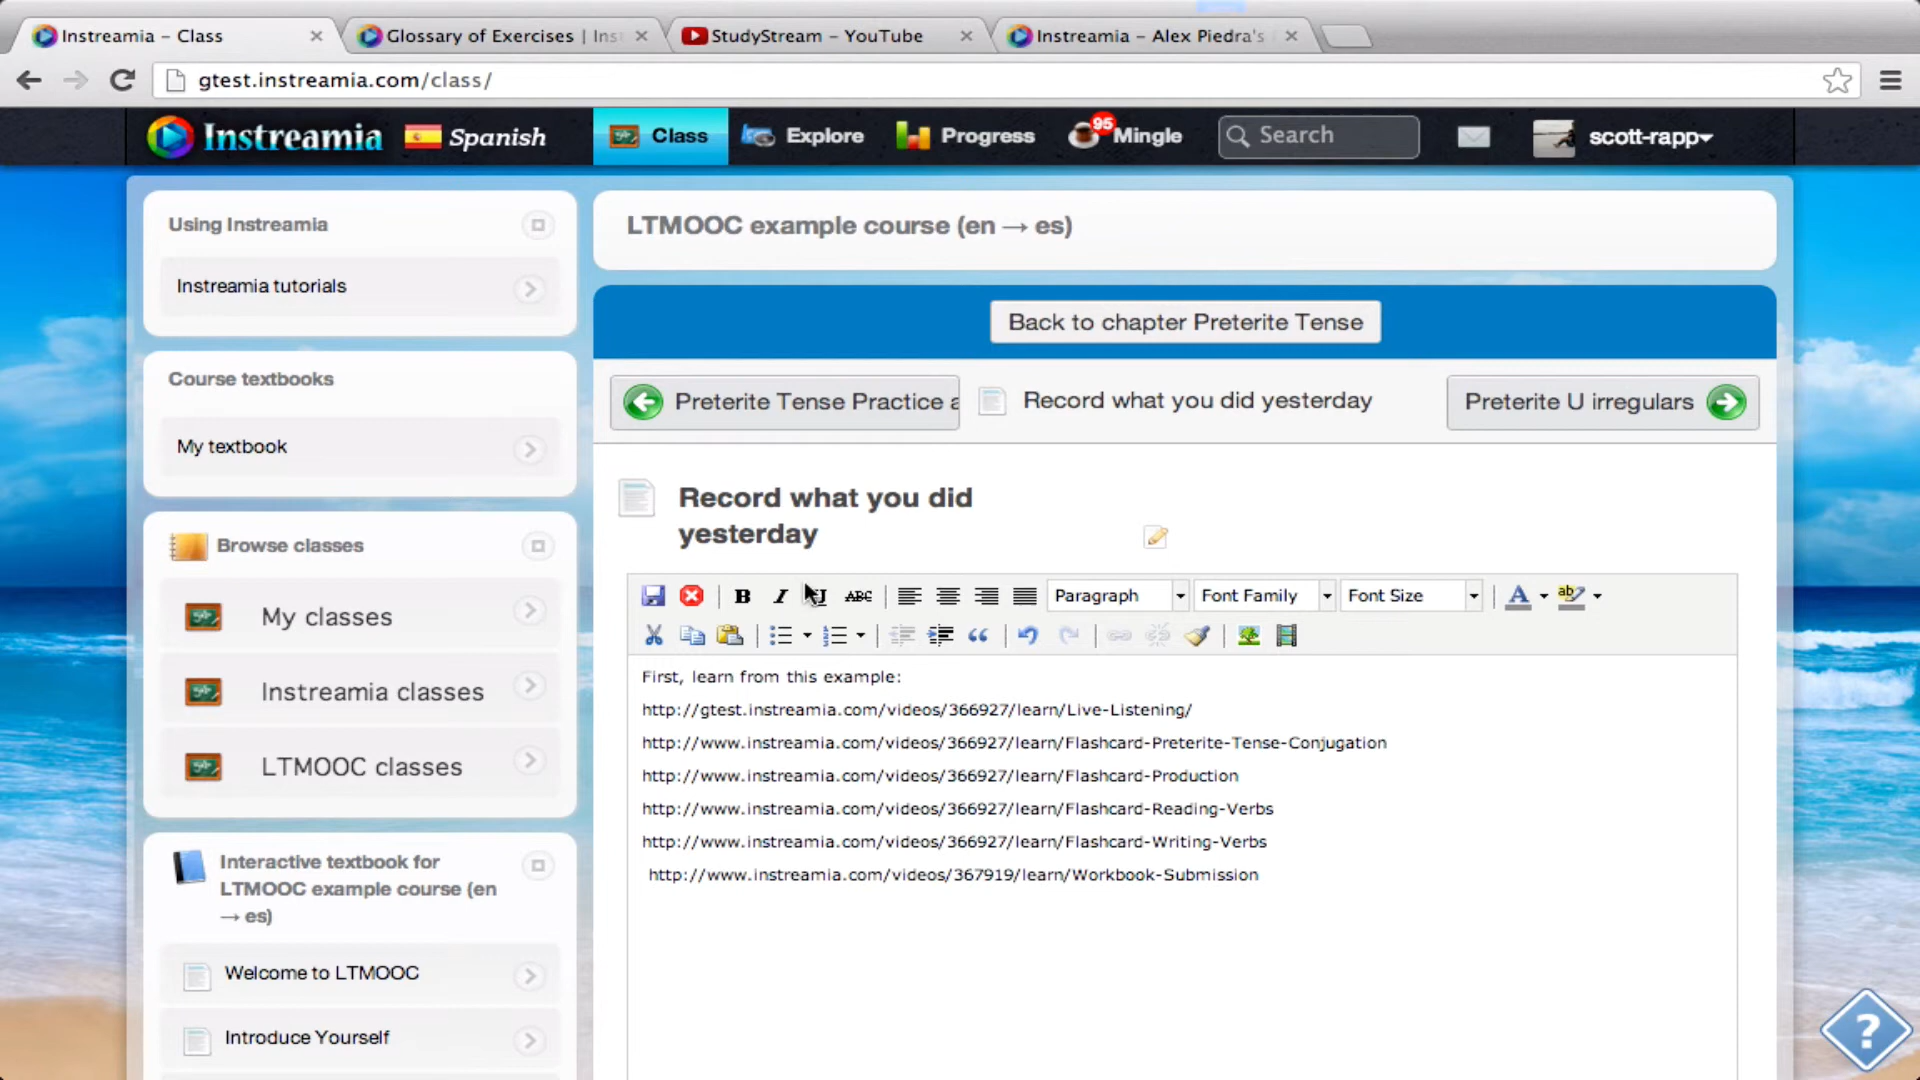 Instreamia – Class
Glossary of Exercises | Ins
StudyStream – YouTube
Instreamia – Alex Piedra's
gtest.instreamia.com/class/
Instreamia
Spanish
Class
Explore
Progress
95
Mingle
Search
scott-rapp
Using Instreamia
Instreamia tutorials
Course textbooks
My textbook
Browse classes
My classes
Instreamia classes
LTMOOC classes
Interactive textbook for
LTMOOC example course (en
→ es)
Welcome to LTMOOC
Introduce Yourself
LTMOOC example course (en → es)
Back to chapter Preterite Tense
Preterite Tense Practice a
Record what you did yesterday
Preterite U irregulars
Record what you did
yesterday
B I U ABC Paragraph Font Family Font Size A ab
First, learn from this example:
http://gtest.instreamia.com/videos/366927/learn/Live-Listening/
http://www.instreamia.com/videos/366927/learn/Flashcard-Preterite-Tense-Conjugation
http://www.instreamia.com/videos/366927/learn/Flashcard-Production
http://www.instreamia.com/videos/366927/learn/Flashcard-Reading-Verbs
http://www.instreamia.com/videos/366927/learn/Flashcard-Writing-Verbs
http://www.instreamia.com/videos/367919/learn/Workbook-Submission
?